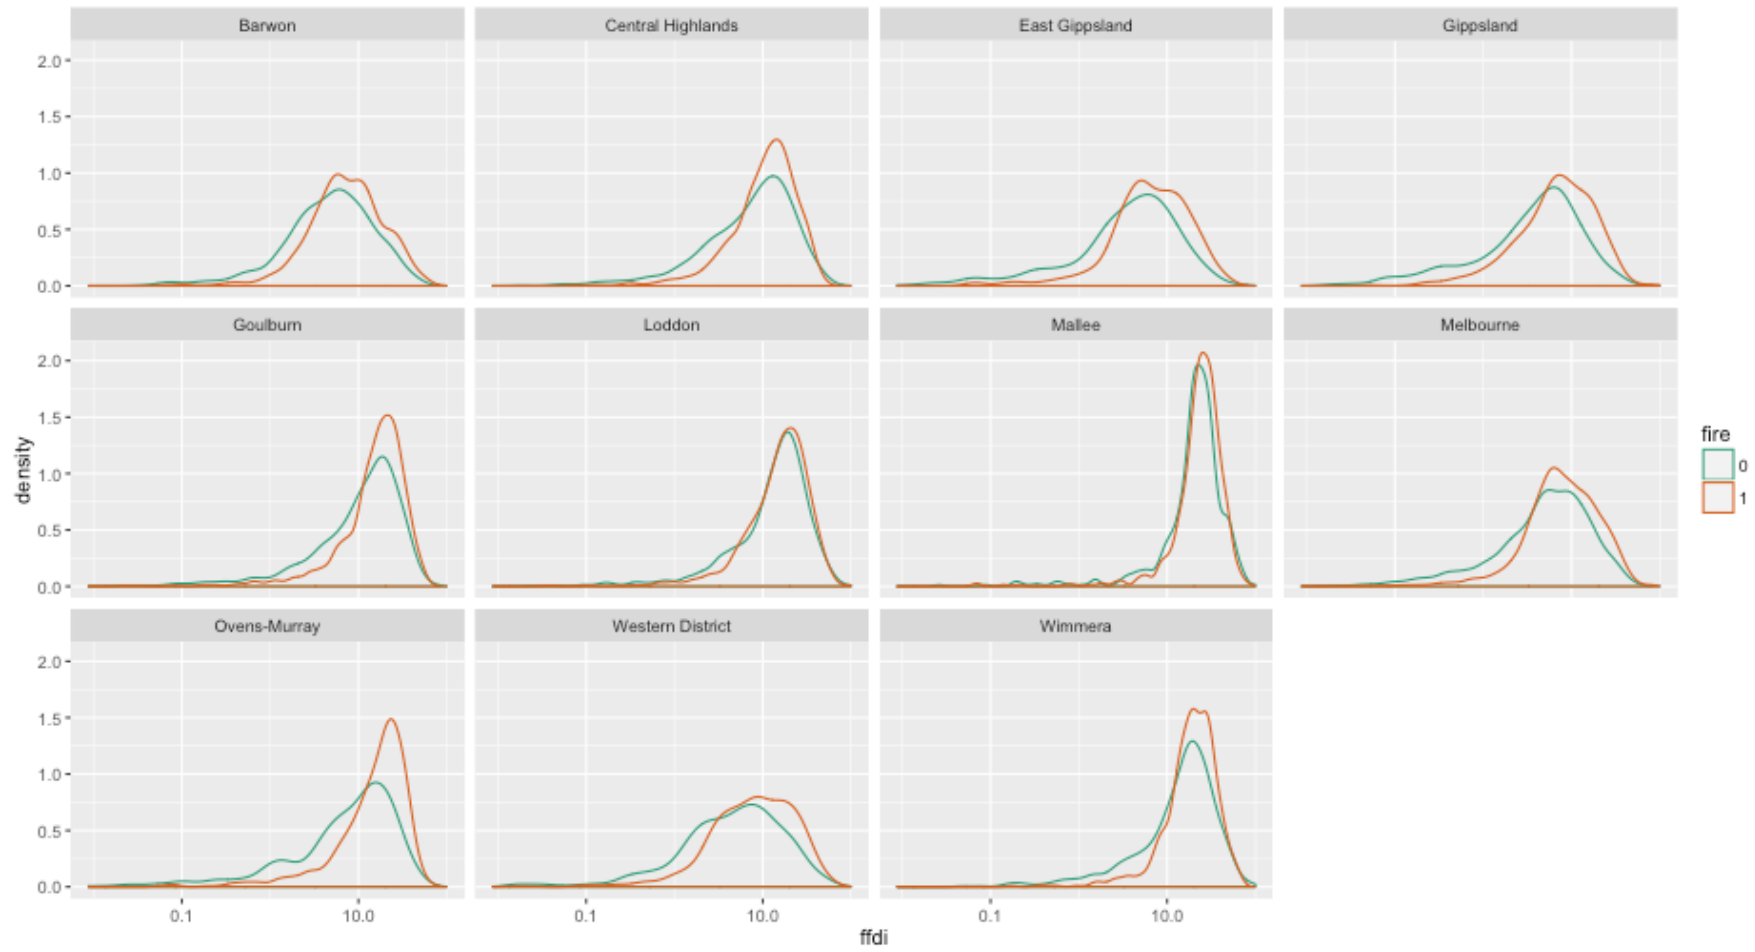 Barwon Central Highlands East Gippsland Gippsland
2.0
1.5
1.0
0.5
0.0
Goulburn Loddon Mallee Melbourne
2.0
1.5
1.0
0.5
0.0
density
fire
0
1
Ovens-Murray Western District Wimmera
2.0
1.5
1.0
0.5
0.0
0.1 10.0 0.1 10.0 0.1 10.0
ffdi